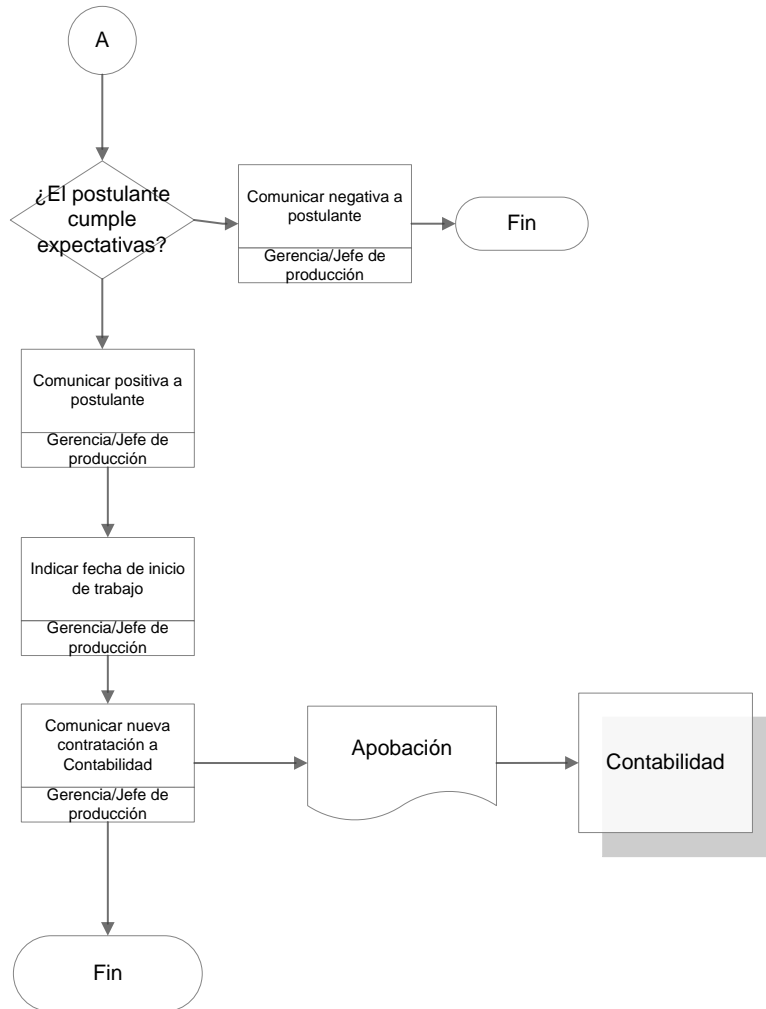 A
¿El postulante
cumple
expectativas?
Comunicar negativa a
postulante
Gerencia/Jefe de
producción
Fin
Comunicar positiva a
postulante
Gerencia/Jefe de
producción
Indicar fecha de inicio
de trabajo
Gerencia/Jefe de
producción
Comunicar nueva
contratación a
Contabilidad
Gerencia/Jefe de
producción
Apobación
Contabilidad
Fin